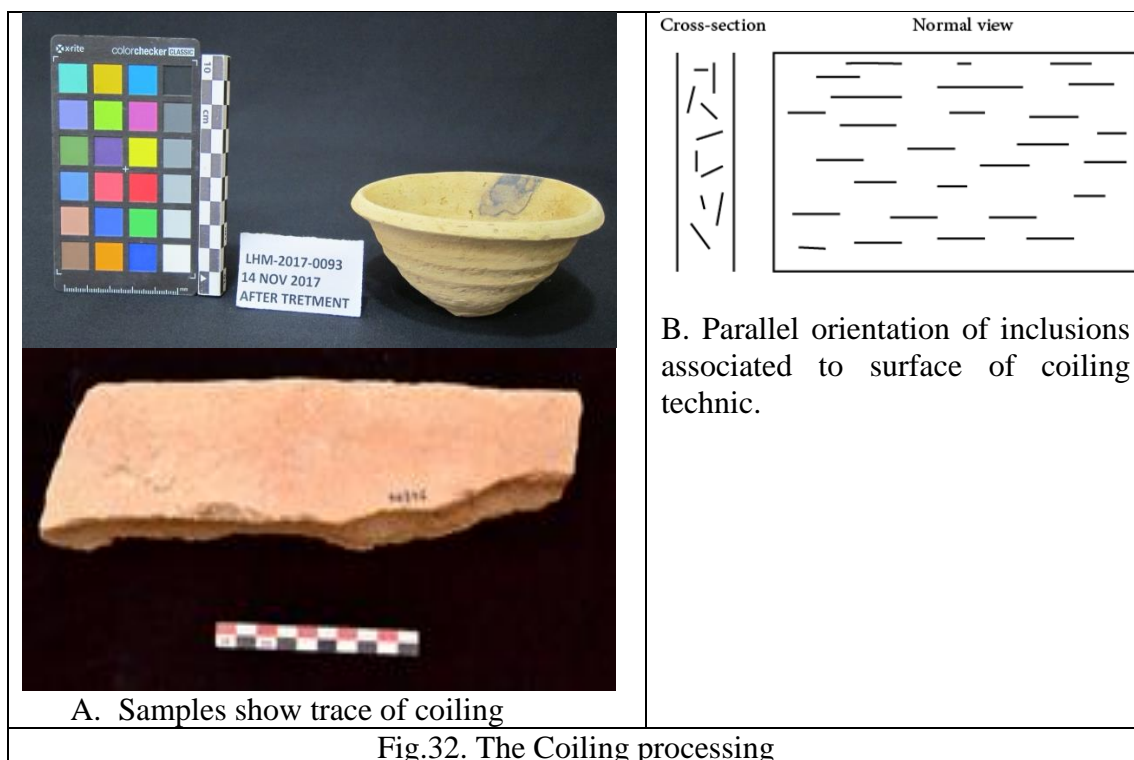 xrite colorchecker CLASSIC
10
cm
LHM-2017-0093
14 NOV 2017
AFTER TRETMENT
A. Samples show trace of coiling
Cross-section Normal view
B. Parallel orientation of inclusions
associated to surface of coiling
technic.
Fig.32. The Coiling processing